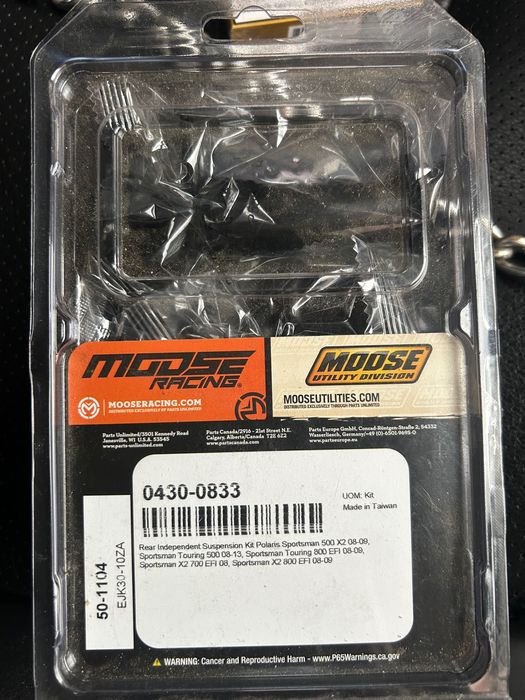 MOOSE
RACING®
MOOSERACING.COM
DISTRIBUTED EXCLUSIVELY BY PARTS UNLIMITED
MOOSE
UTILITY DIVISION
MOOSEUTILITIES.COM
DISTRIBUTED EXCLUSIVELY THROUGH PARTS UNLIMITED
Parts Unlimited/3501 Kennedy Road
Janesville, WI U.S.A. 53545
www.parts-unlimited.com
Parts Canada/2916 - 21st Street N.E.
Calgary, Alberta/Canada T2E 6Z2
www.partscanada.com
Parts Europe GmbH, Conrad-Röntgen-Straße 2, 54332
Wasserliesch, Germany/+49 (0)-6501-9695-0
www.partseurope.eu
0430-0833
UOM: Kit
Made in Taiwan
Rear Independent Suspension Kit Polaris Sportsman 500 X2 08-09,
Sportsman Touring 500 08-13, Sportsman Touring 800 EFI 08-09,
Sportsman X2 700 EFI 08, Sportsman X2 800 EFI 08-09
50-1104
EJK30-10ZA
WARNING: Cancer and Reproductive Harm - www.P65Warnings.ca.gov